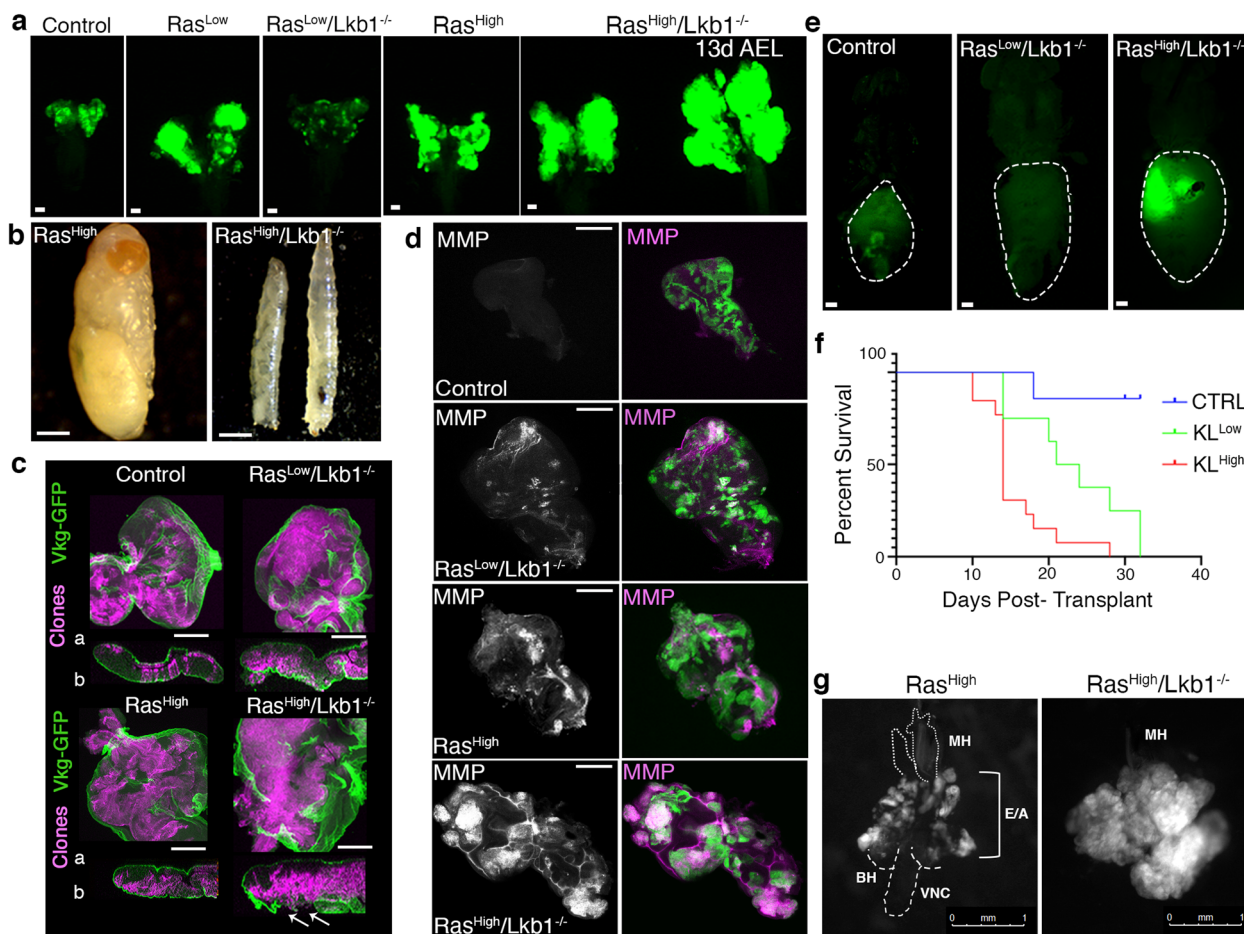 a
Control
Ras^Low
Ras^Low/Lkb1^-/-
Ras^High
Ras^High/Lkb1^-/-
13d AEL
b
Ras^High
Ras^High/Lkb1^-/-
c
Control
Ras^Low/Lkb1^-/-
Clones Vkg-GFP
a
b
Ras^High
Ras^High/Lkb1^-/-
Clones Vkg-GFP
a
b
d
MMP
MMP
Control
MMP
MMP
Ras^Low/Lkb1^-/-
MMP
MMP
Ras^High
MMP
MMP
Ras^High/Lkb1^-/-
e
Control
Ras^Low/Lkb1^-/-
Ras^High/Lkb1^-/-
f
100
50
0
Percent Survival
0
10
20
30
40
Days Post- Transplant
CTRL
KL^Low
KL^High
g
Ras^High
Ras^High/Lkb1^-/-
MH
E/A
BH
VNC
0 mm 1
MH
0 mm 1